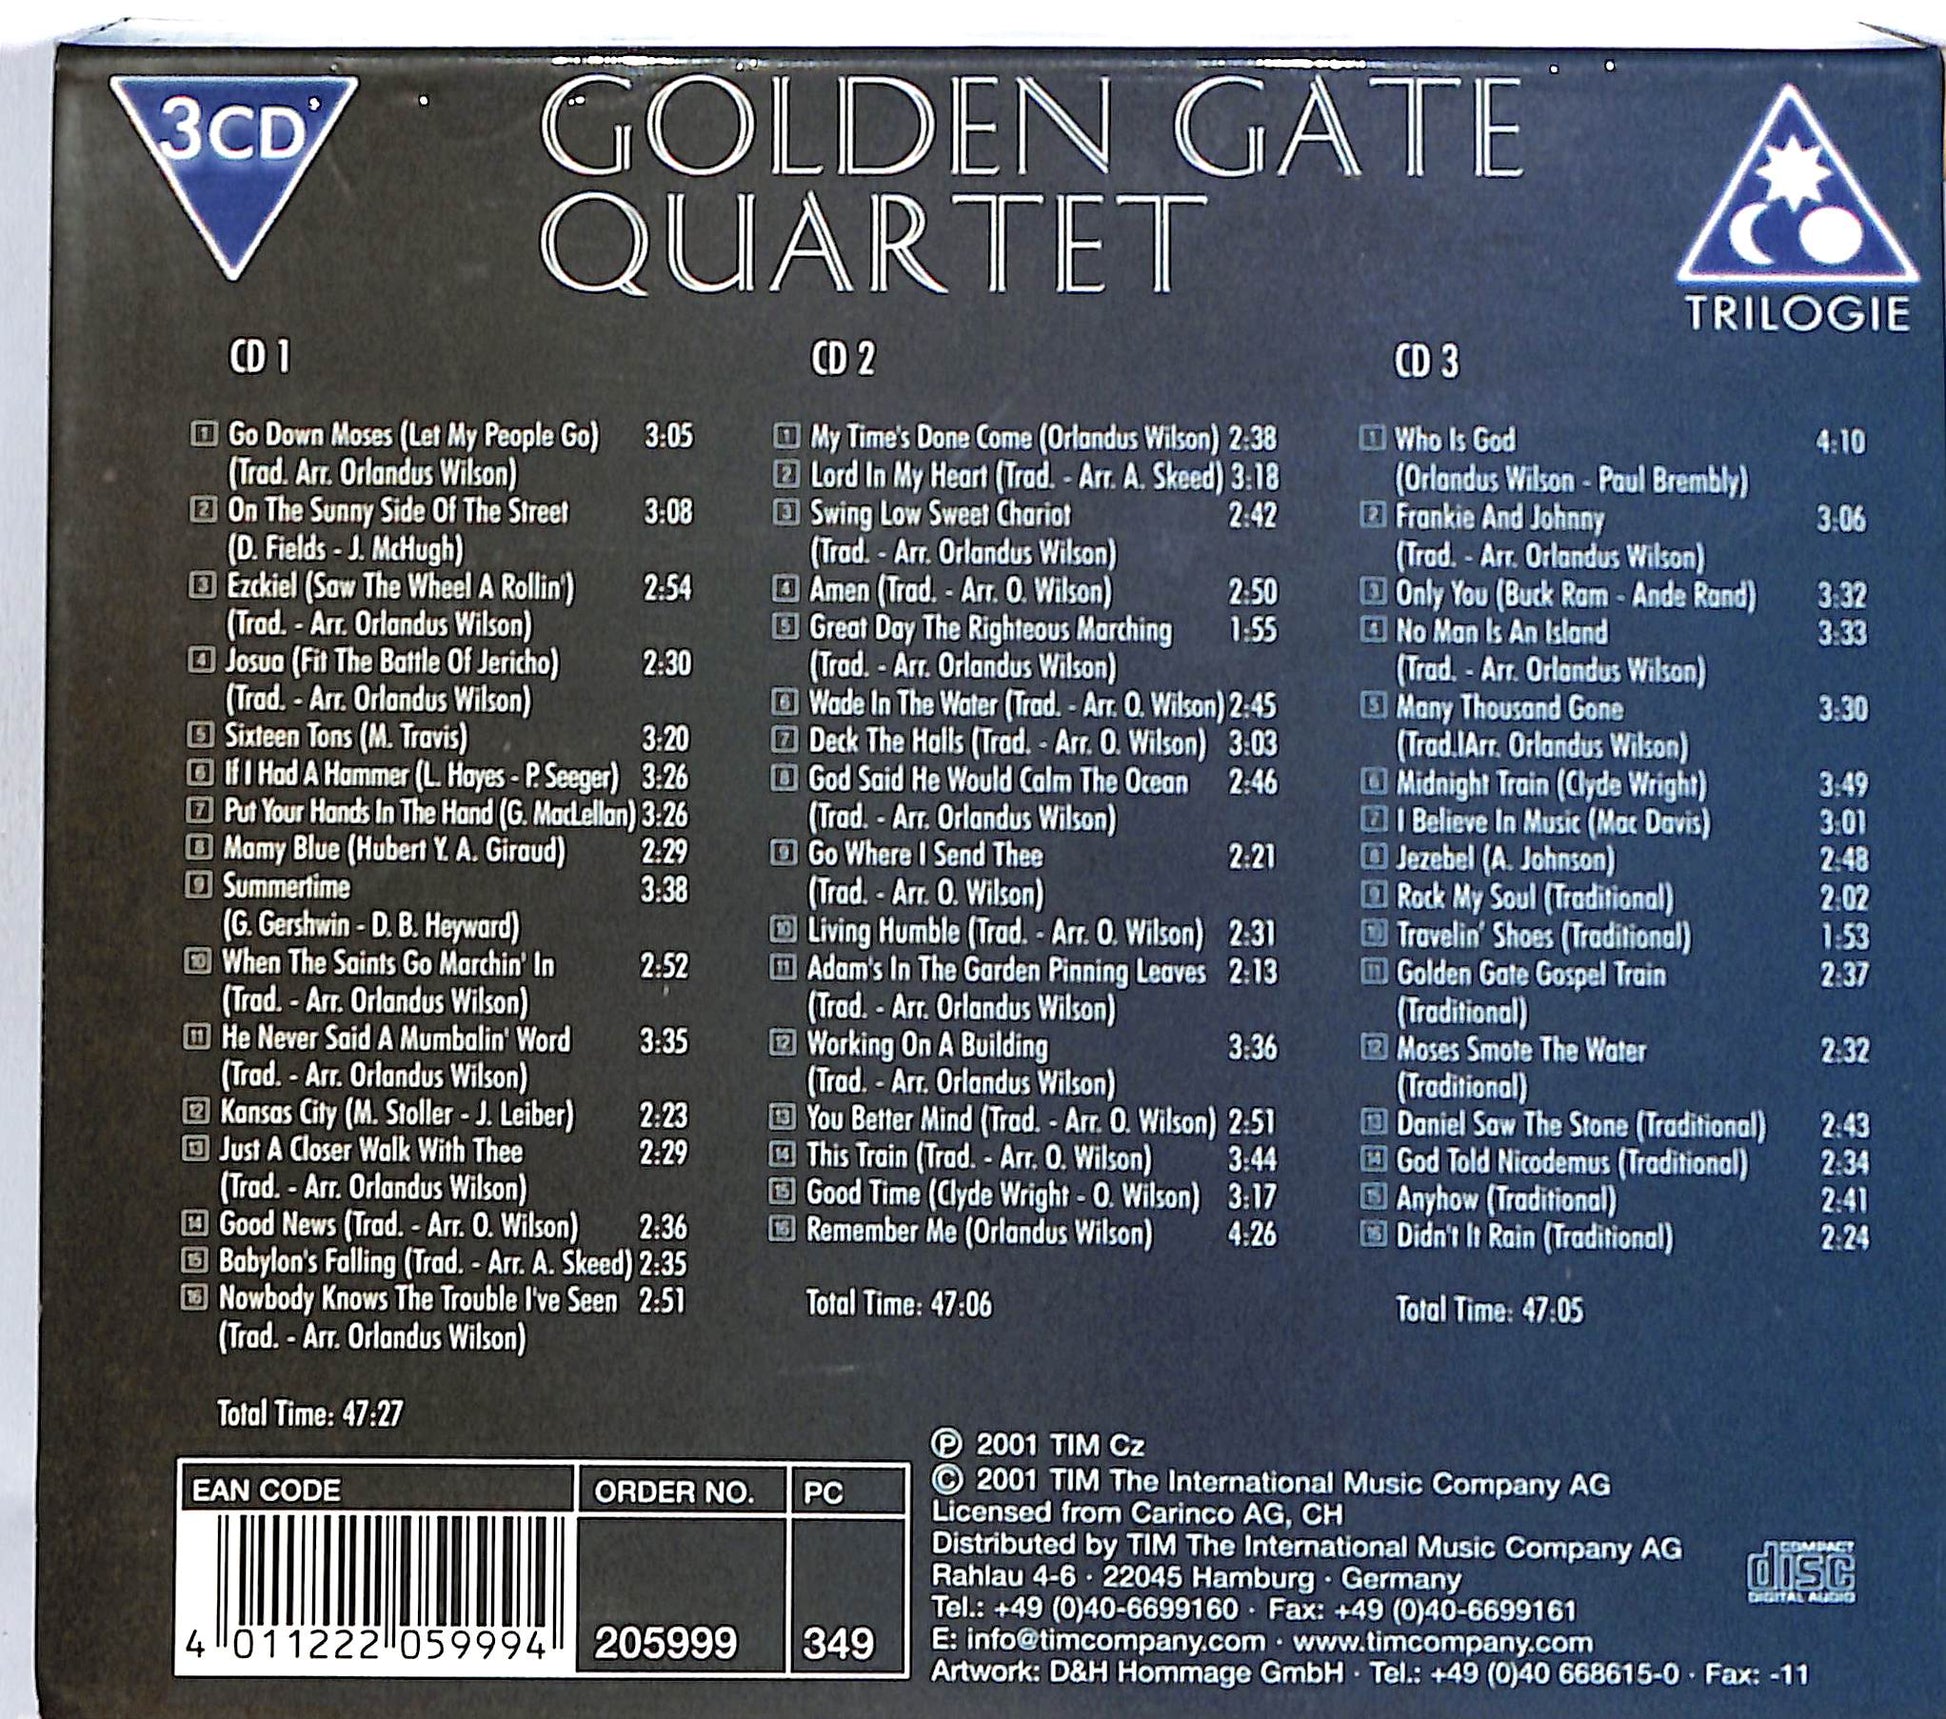 3CD
GOLDEN GATE
QUARTET
TRILOGIE
CD 1
1 Go Down Moses (Let My People Go) 3:05
(Trad. Arr. Orlandus Wilson)
2 On The Sunny Side Of The Street 3:08
(D. Fields - J. McHugh)
3 Ezckiel (Saw The Wheel A Rollin') 2:54
(Trad. - Arr. Orlandus Wilson)
4 Josua (Fit The Battle Of Jericho) 2:30
(Trad. - Arr. Orlandus Wilson)
5 Sixteen Tons (M. Travis) 3:20
6 If I Had A Hammer (L. Hayes - P. Seeger) 3:26
7 Put Your Hands In The Hand (G. MacLellan) 3:26
8 Mamy Blue (Hubert Y. A. Giraud) 2:29
9 Summertime 3:38
(G. Gershwin - D. B. Heyward)
10 When The Saints Go Marchin' In 2:52
(Trad. - Arr. Orlandus Wilson)
11 He Never Said A Mumbalin' Word 3:35
(Trad. - Arr. Orlandus Wilson)
12 Kansas City (M. Stoller - J. Leiber) 2:23
13 Just A Closer Walk With Thee 2:29
(Trad. - Arr. Orlandus Wilson)
14 Good News (Trad. - Arr. O. Wilson) 2:36
15 Babylon's Falling (Trad. - Arr. A. Skeed) 2:35
16 Nowbody Knows The Trouble I've Seen 2:51
(Trad. - Arr. Orlandus Wilson)
Total Time: 47:27
CD 2
1 My Time's Done Come (Orlandus Wilson) 2:38
2 Lord In My Heart (Trad. - Arr. A. Skeed) 3:18
3 Swing Low Sweet Chariot 2:42
(Trad. - Arr. Orlandus Wilson)
4 Amen (Trad. - Arr. O. Wilson) 2:50
5 Great Day The Righteous Marching 1:55
(Trad. - Arr. Orlandus Wilson)
6 Wade In The Water (Trad. - Arr. O. Wilson) 2:45
7 Deck The Halls (Trad. - Arr. O. Wilson) 3:03
8 God Said He Would Calm The Ocean 2:46
(Trad. - Arr. Orlandus Wilson)
9 Go Where I Send Thee 2:21
(Trad. - Arr. O. Wilson)
10 Living Humble (Trad. - Arr. O. Wilson) 2:31
11 Adam's In The Garden Pinning Leaves 2:13
(Trad. - Arr. Orlandus Wilson)
12 Working On A Building 3:36
(Trad. - Arr. Orlandus Wilson)
13 You Better Mind (Trad. - Arr. O. Wilson) 2:51
14 This Train (Trad. - Arr. O. Wilson) 3:44
15 Good Time (Clyde Wright - O. Wilson) 3:17
16 Remember Me (Orlandus Wilson) 4:26
Total Time: 47:06
CD 3
1 Who Is God 4:10
(Orlandus Wilson - Paul Brembly)
2 Frankie And Johnny 3:06
(Trad. - Arr. Orlandus Wilson)
3 Only You (Buck Ram - Ande Rand) 3:32
4 No Man Is An Island 3:33
(Trad. - Arr. Orlandus Wilson)
5 Many Thousand Gone 3:30
(Trad.lArr. Orlandus Wilson)
6 Midnight Train (Clyde Wright) 3:49
7 I Believe In Music (Mac Davis) 3:01
8 Jezebel (A. Johnson) 2:48
9 Rock My Soul (Traditional) 2:02
10 Travelin' Shoes (Traditional) 1:53
11 Golden Gate Gospel Train 2:37
(Traditional)
12 Moses Smote The Water 2:32
(Traditional)
13 Daniel Saw The Stone (Traditional) 2:43
14 God Told Nicodemus (Traditional) 2:34
15 Anyhow (Traditional) 2:41
16 Didn't It Rain (Traditional) 2:24
Total Time: 47:05
EAN CODE ORDER NO. PC
4 011222 059994 205999 349
℗ 2001 TIM Cz
© 2001 TIM The International Music Company AG
Licensed from Carinco AG, CH
Distributed by TIM The International Music Company AG
Rahlau 4-6 · 22045 Hamburg · Germany
Tel.: +49 (0)40-6699160 · Fax: +49 (0)40-6699161
E: info@timcompany.com · www.timcompany.com
Artwork: D&H Hommage GmbH · Tel.: +49 (0)40 668615-0 · Fax: -11
COMPACT
disc
DIGITAL AUDIO